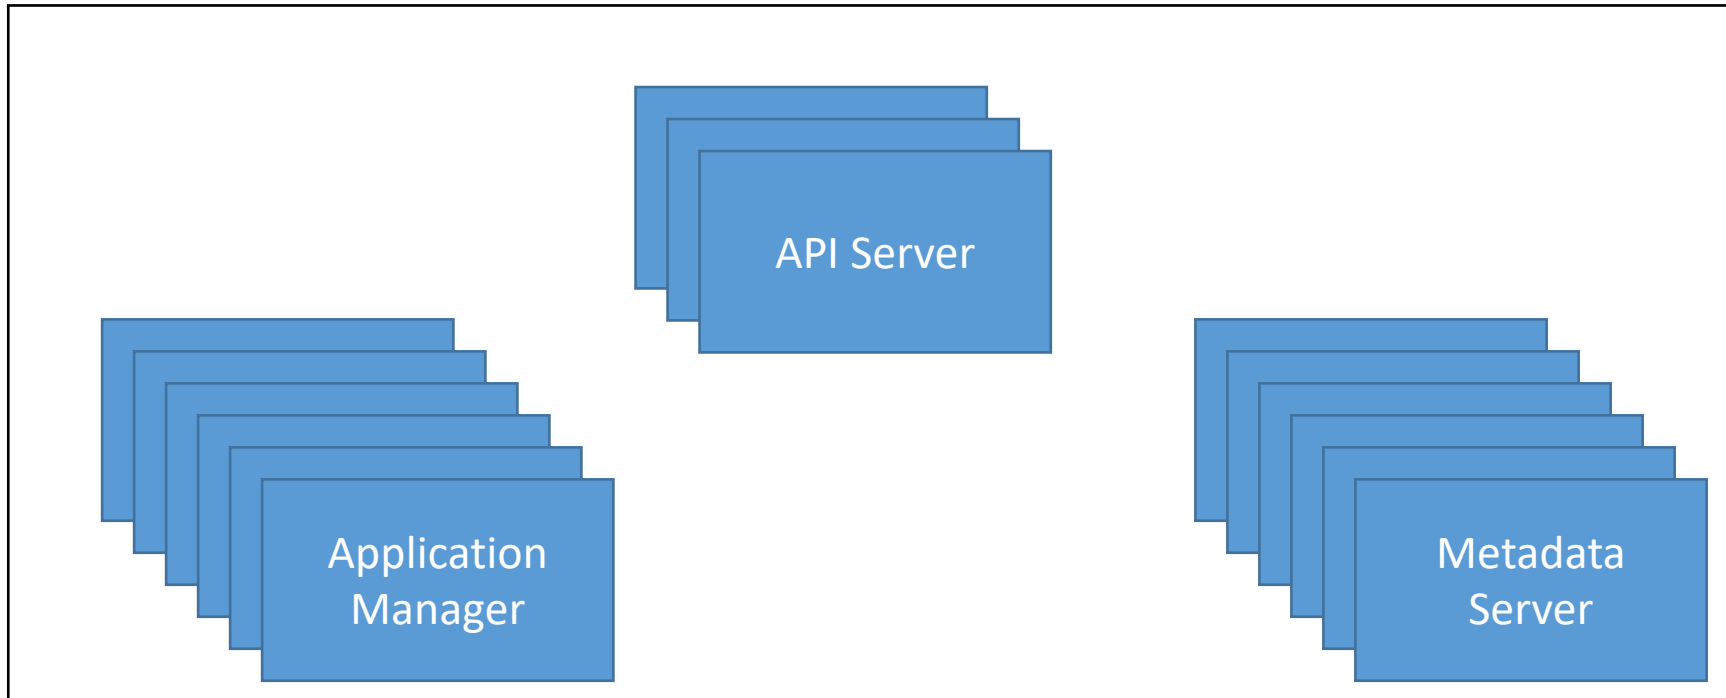 API Server
Application
Manager
Metadata
Server